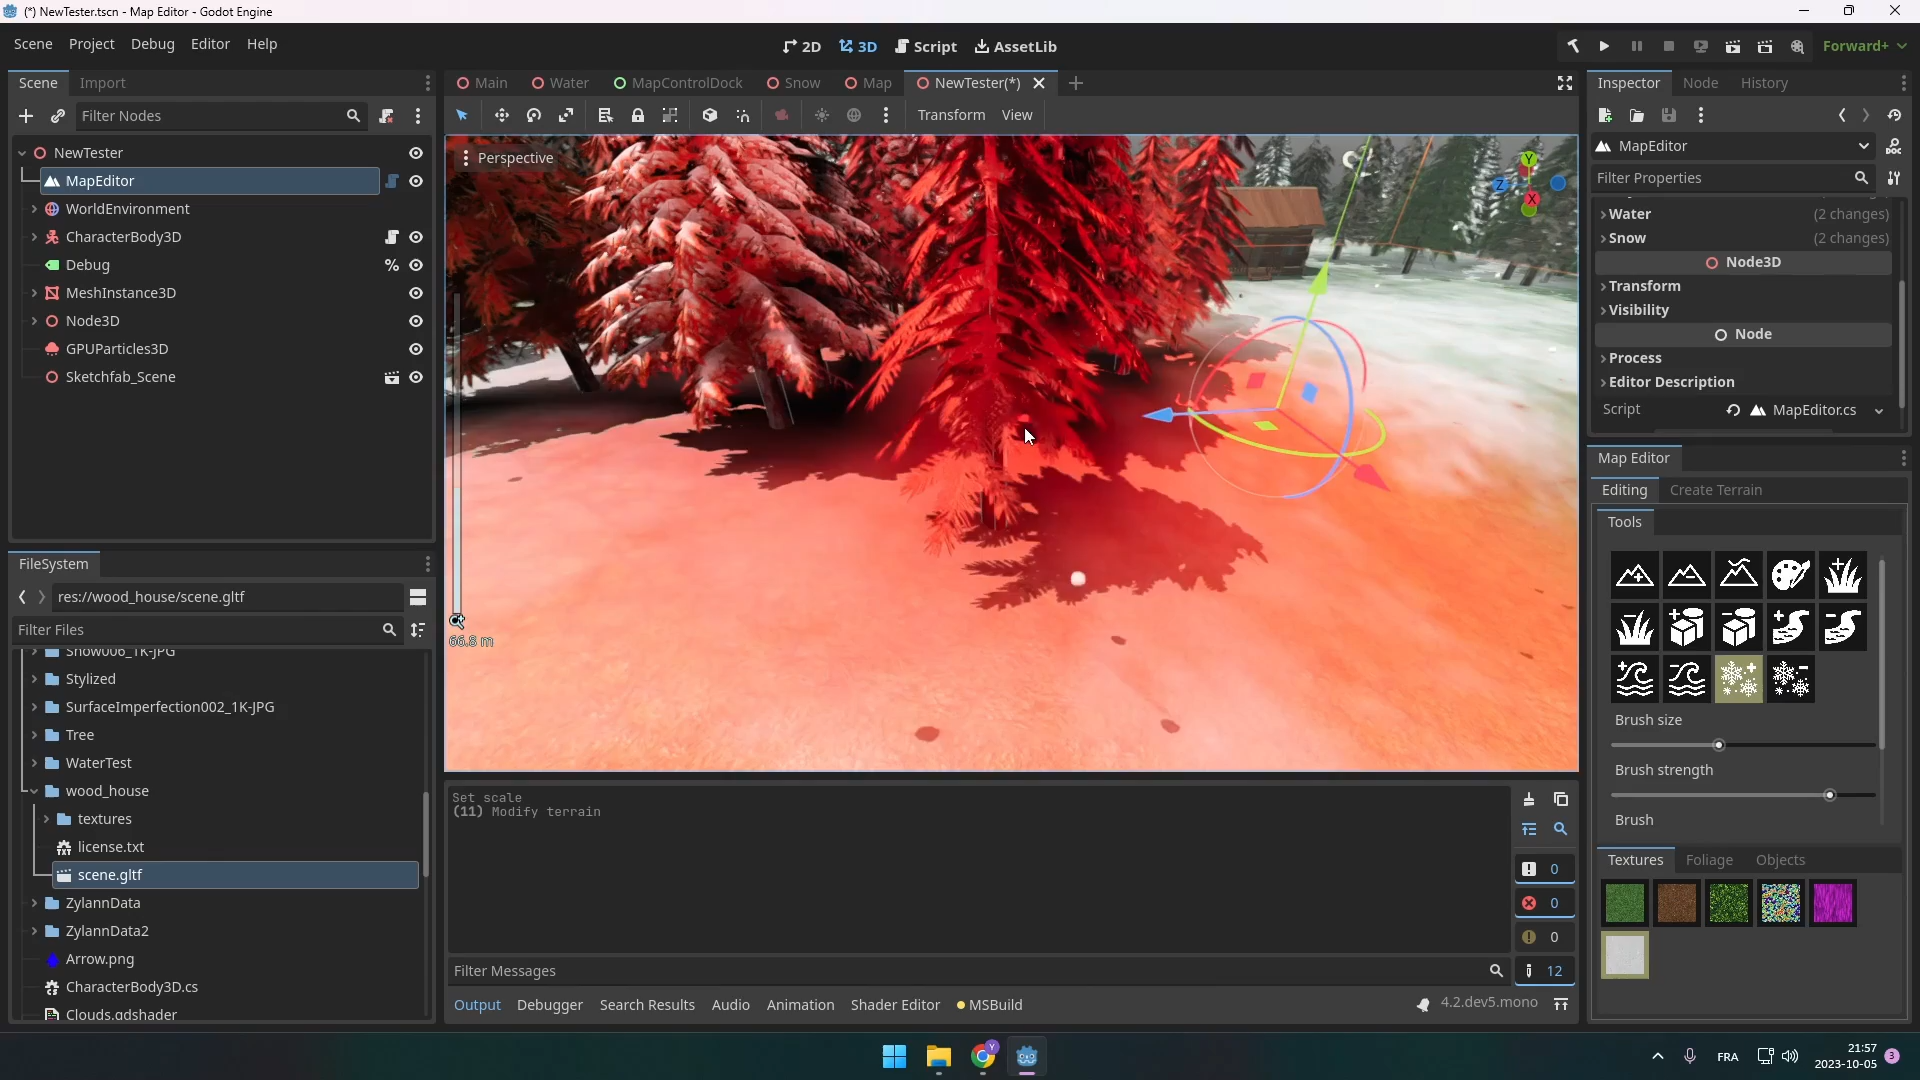 (*) NewTester.tscn - Map Editor - Godot Engine
Scene Project Debug Editor Help
2D 3D Script AssetLib
Forward+
Scene Import
Main Water MapControlDock Snow Map NewTester(*)
Inspector Node History
Filter Nodes
Transform View
NewTester
MapEditor
WorldEnvironment
CharacterBody3D
Debug
MeshInstance3D
Node3D
GPUParticles3D
Sketchfab_Scene
Perspective
Y
Z
X
66.8 m
MapEditor
Filter Properties
Water (2 changes)
Snow (2 changes)
Node3D
Transform
Visibility
Node
Process
Editor Description
Script MapEditor.cs
FileSystem
res://wood_house/scene.gltf
Filter Files
Snow006_1K-JPG
Stylized
SurfaceImperfection002_1K-JPG
Tree
WaterTest
wood_house
textures
license.txt
scene.gltf
ZylannData
ZylannData2
Arrow.png
CharacterBody3D.cs
Clouds.gdshader
Set scale
(11) Modify terrain
0
0
0
12
Filter Messages
Output Debugger Search Results Audio Animation Shader Editor MSBuild
4.2.dev5.mono
Map Editor
Editing Create Terrain
Tools
Brush size
Brush strength
Brush
Textures Foliage Objects
FRA
21:57
2023-10-05
3